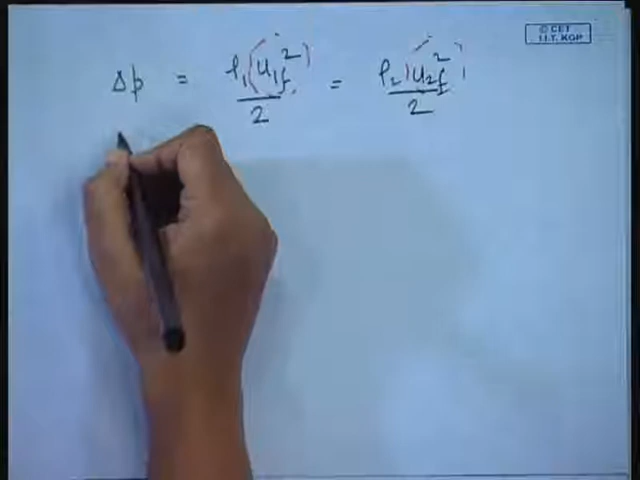 © CET
I.I.T. KGP
Δp = ρ₁(u₁f²)/2 = ρ₂(u₂f²)/2